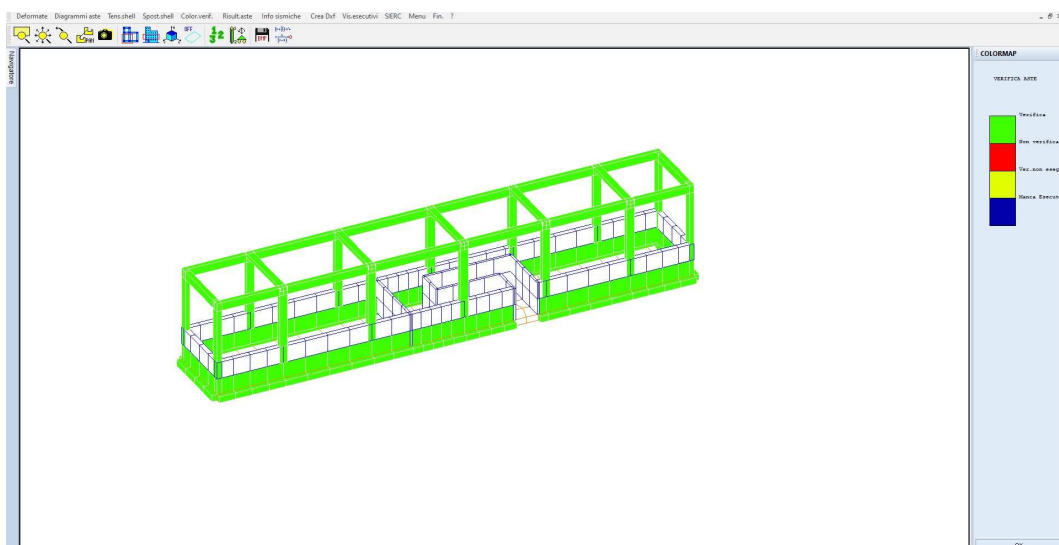 Deformate Diagrammi aste Tens.shell Spost.shell Color.verif. Risult.aste Info sismiche Crea Dxf Vis.esecutivi SIERC Menu Fin. ?
OFF
Navigatore
COLORMAP
VERIFICA ASTE
Verifica
Non verifica
Ver.non eseg
Manca Esecut